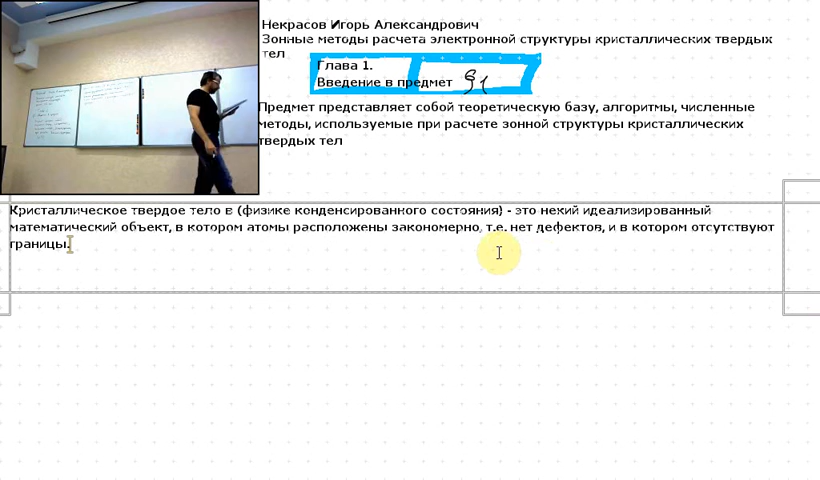 Некрасов Игорь Александрович
Зонные методы расчета электронной структуры кристаллических твердых
тел
Глава 1.
Введение в предмет §1
Предмет представляет собой теоретическую базу, алгоритмы, численные
методы, используемые при расчете зонной структуры кристаллических
твердых тел
Кристаллическое твердое тело в (физике конденсированного состояния) - это некий идеализированный
математический объект, в котором атомы расположены закономерно, т.е. нет дефектов, и в котором отсутствуют
границы.